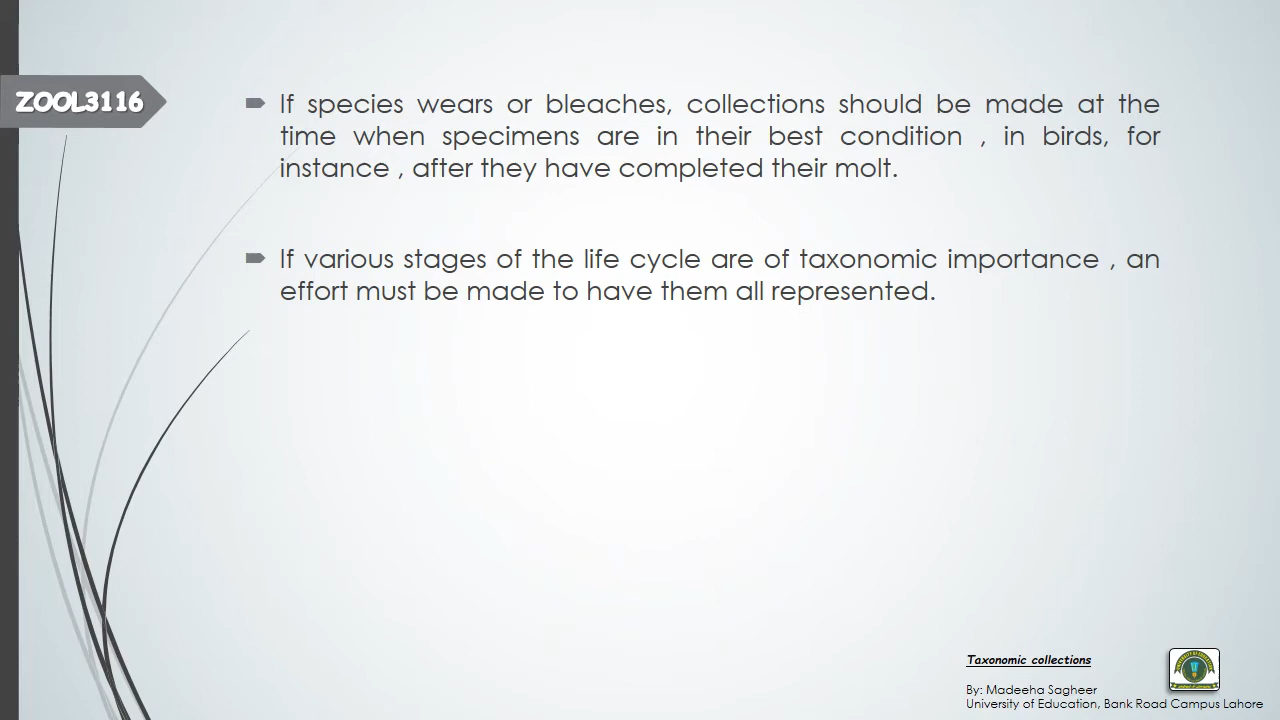 ZOOL3116
If species wears or bleaches, collections should be made at the
time when specimens are in their best condition , in birds, for
instance , after they have completed their molt.
If various stages of the life cycle are of taxonomic importance , an
effort must be made to have them all represented.
Taxonomic collections
By: Madeeha Sagheer
University of Education, Bank Road Campus Lahore